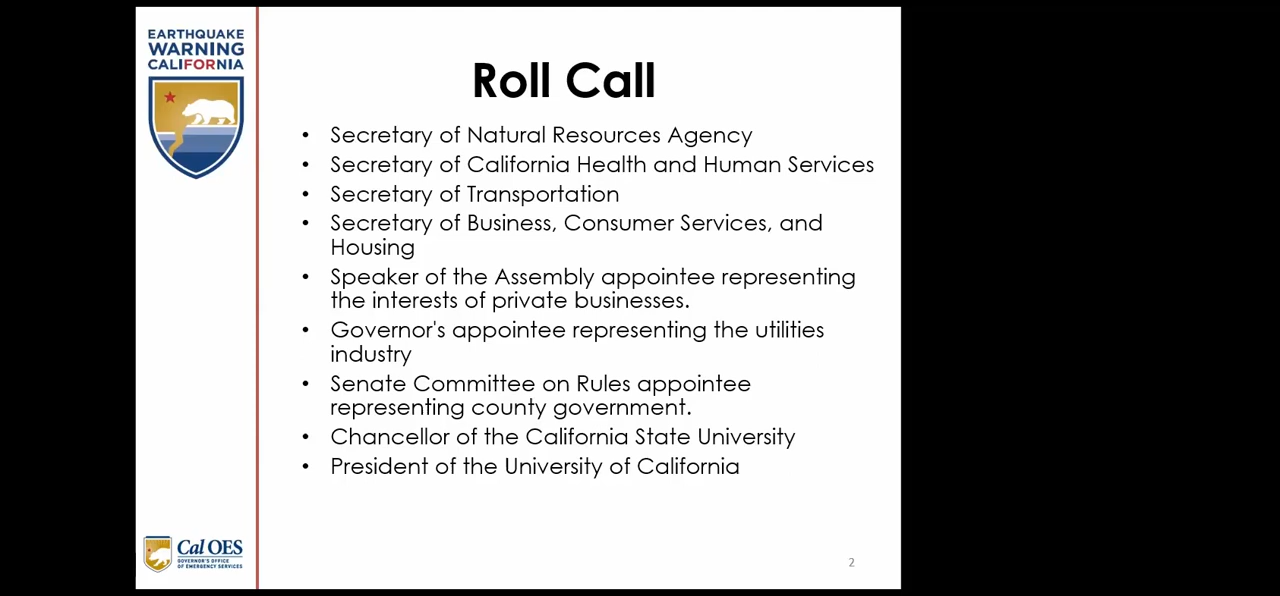 EARTHQUAKE
WARNING
CALIFORNIA
Roll Call
• Secretary of Natural Resources Agency
• Secretary of California Health and Human Services
• Secretary of Transportation
• Secretary of Business, Consumer Services, and
Housing
• Speaker of the Assembly appointee representing
the interests of private businesses.
• Governor's appointee representing the utilities
industry
• Senate Committee on Rules appointee
representing county government.
• Chancellor of the California State University
• President of the University of California
Cal OES
GOVERNOR'S OFFICE
OF EMERGENCY SERVICES
2